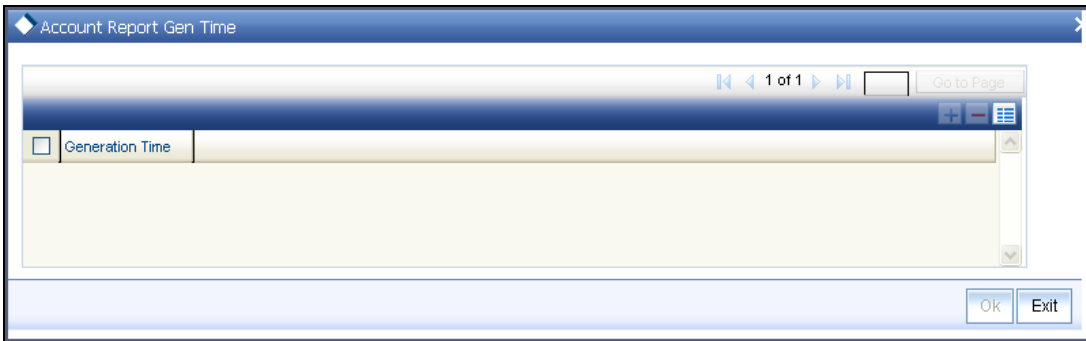 Account Report Gen Time
1 of 1 Go to Page
Generation Time
Ok Exit